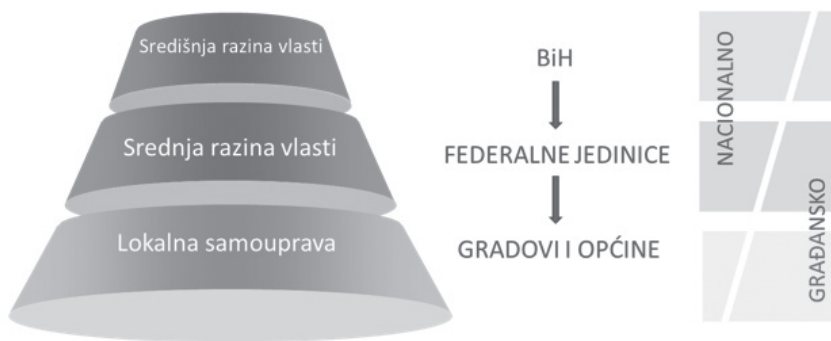 Središnja razina vlasti
Srednja razina vlasti
Lokalna samouprava
BiH
FEDERALNE JEDINICE
GRADOVI I OPĆINE
NACIONALNO
GRAĐANSKO